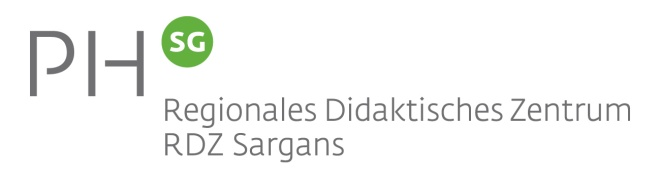 PH SG
Regionales Didaktisches Zentrum
RDZ Sargans